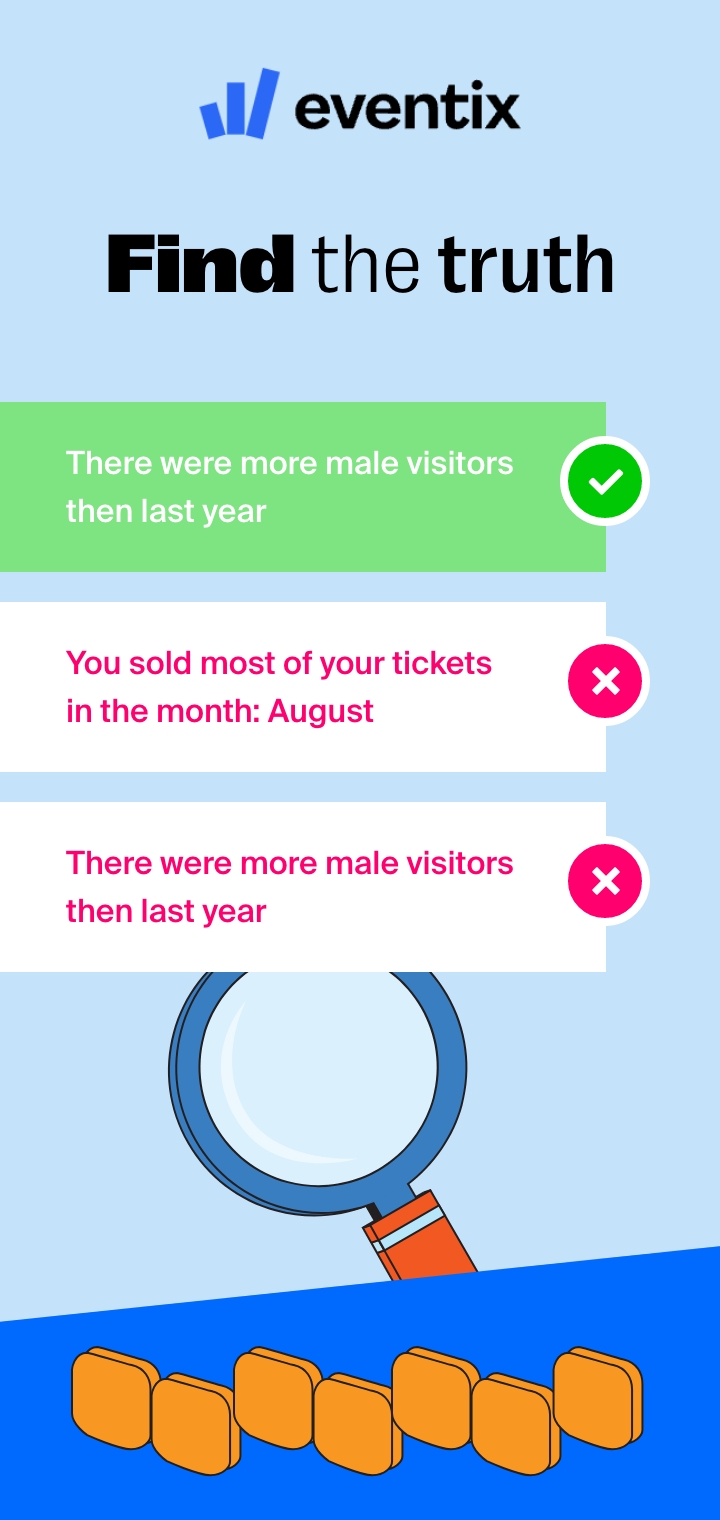 eventix
Find the truth
There were more male visitors
then last year
You sold most of your tickets
in the month: August
There were more male visitors
then last year